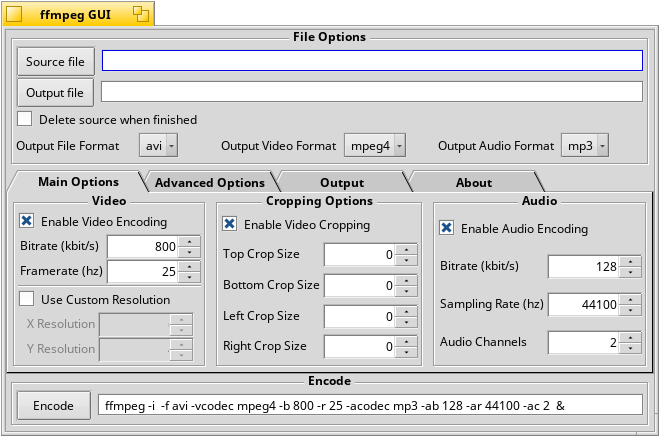 ffmpeg GUI
File Options
Source file
Output file
Delete source when finished
Output File Format avi Output Video Format mpeg4 Output Audio Format mp3
Main Options Advanced Options Output About
Video Cropping Options Audio
Enable Video Encoding Enable Video Cropping Enable Audio Encoding
Bitrate (kbit/s) 800 Top Crop Size 0 Bitrate (kbit/s) 128
Framerate (hz) 25 Bottom Crop Size 0 Sampling Rate (hz) 44100
Use Custom Resolution Left Crop Size 0 Audio Channels 2
X Resolution Right Crop Size 0
Y Resolution
Encode
Encode ffmpeg -i  -f avi -vcodec mpeg4 -b 800 -r 25 -acodec mp3 -ab 128 -ar 44100 -ac 2  &